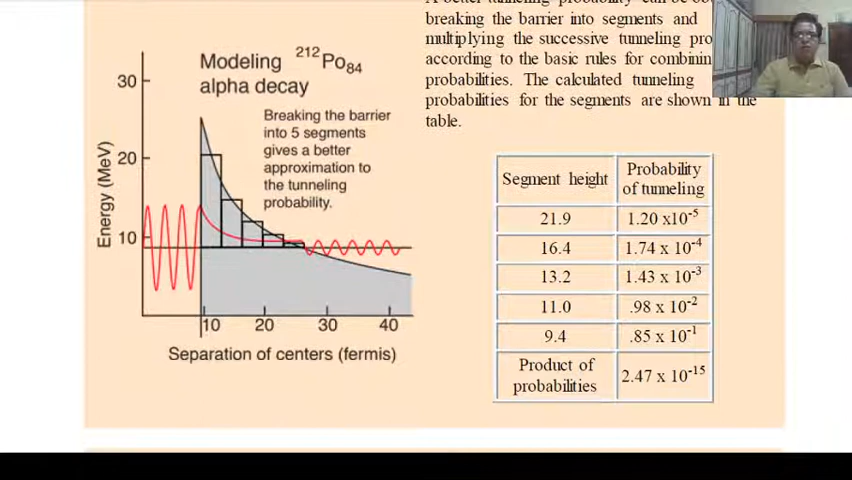 A better tunneling probability can be
breaking the barrier into segments and
multiplying the successive tunneling
according to the basic rules for
probabilities. The calculated tunneling
probabilities for the segments are shown in the
table.
Modeling ²¹²Po₈₄
alpha decay
Breaking the barrier
into 5 segments
gives a better
approximation to
the tunneling
probability.
Energy (MeV)
30
20
10
10 20 30 40
Separation of centers (fermis)
Segment height Probability of tunneling
21.9 1.20 x10⁻⁵
16.4 1.74 x 10⁻⁴
13.2 1.43 x 10⁻³
11.0 .98 x 10⁻²
9.4 .85 x 10⁻¹
Product of probabilities 2.47 x 10⁻¹⁵